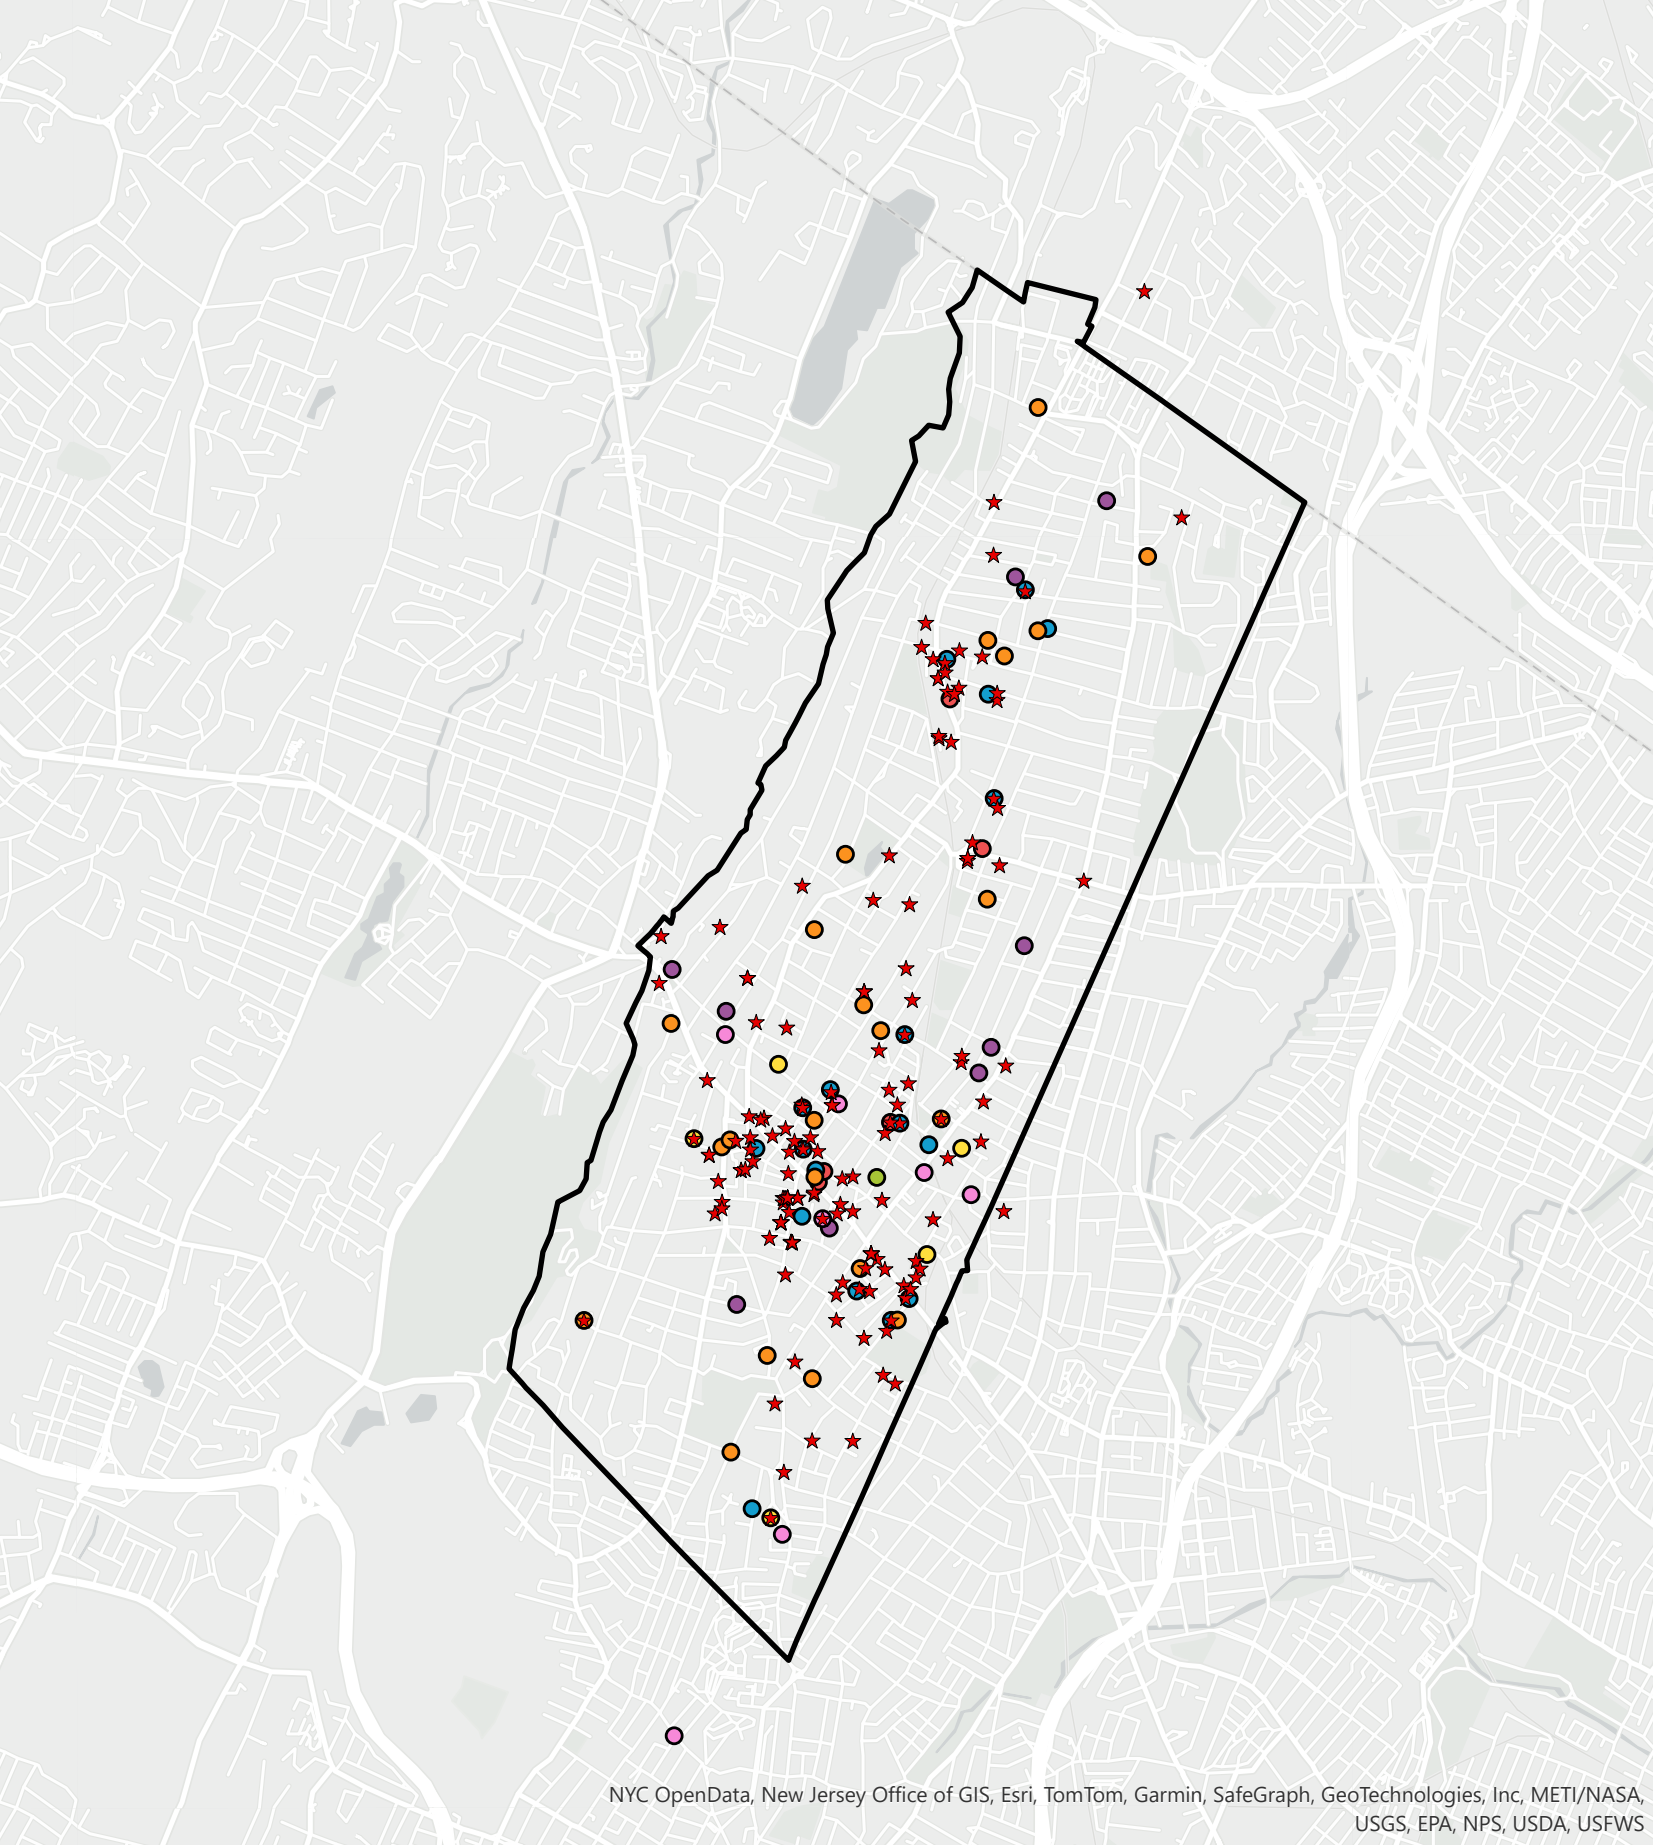 NYC OpenData, New Jersey Office of GIS, Esri, TomTom, Garmin, SafeGraph, GeoTechnologies, Inc, METI/NASA,
USGS, EPA, NPS, USDA, USFWS